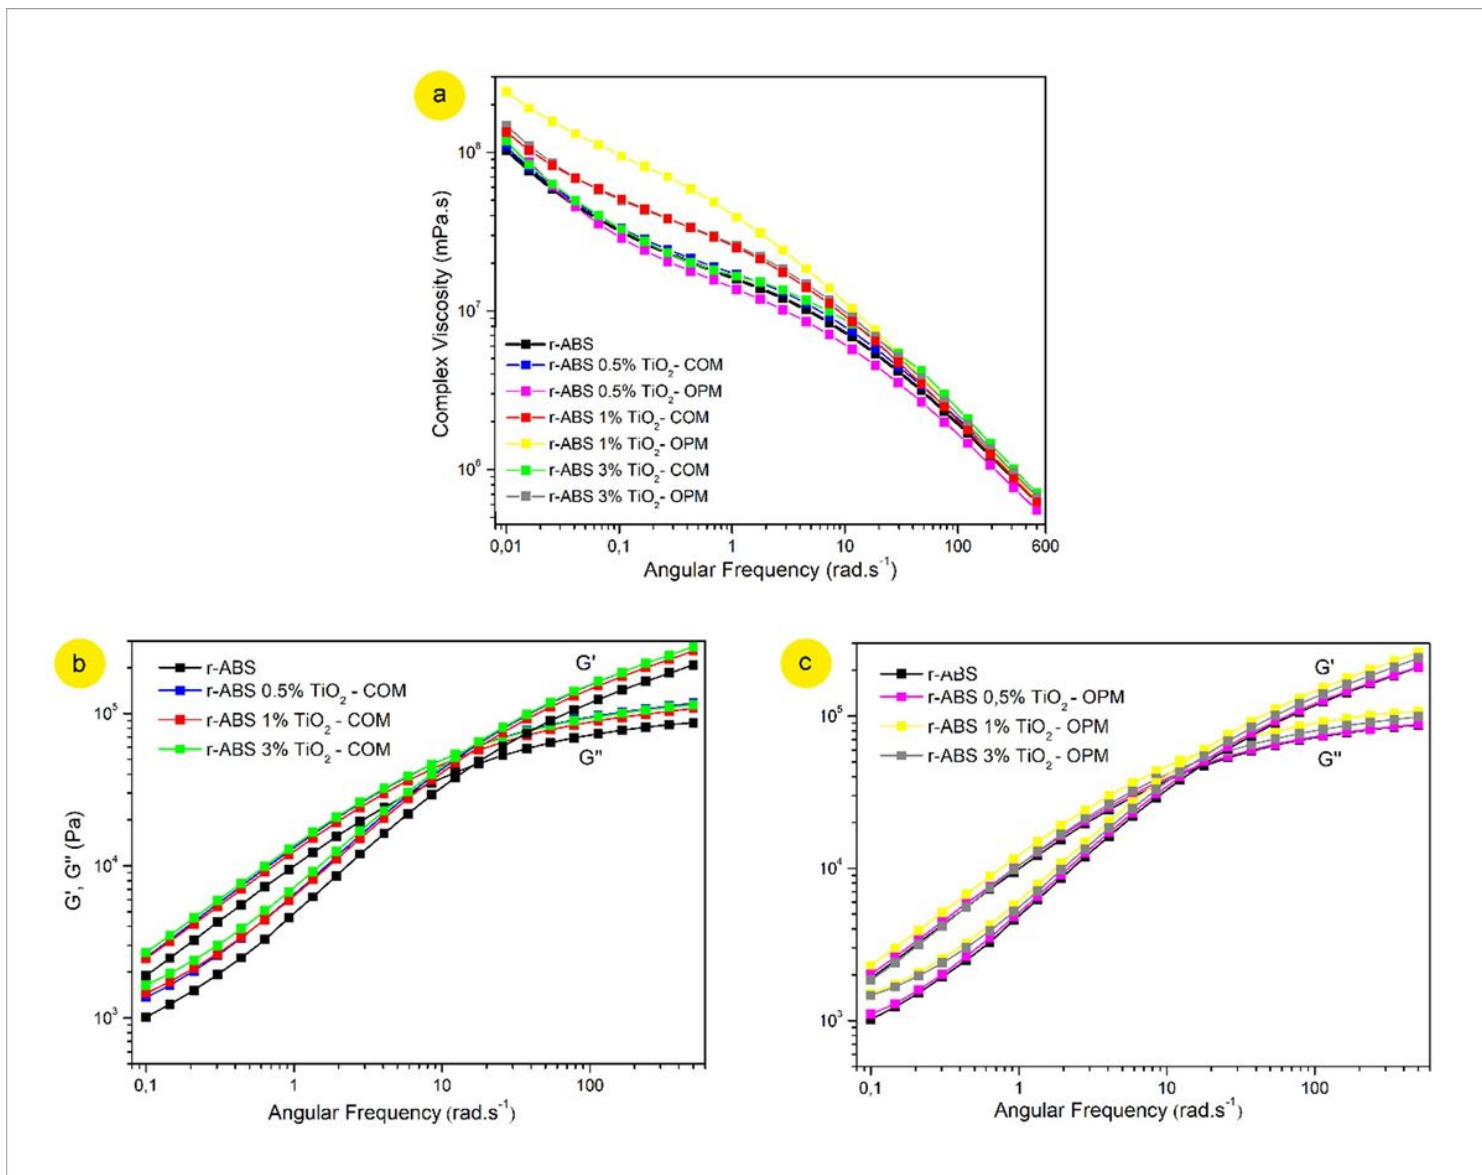 a
Complex Viscosity (mPa.s)
10⁸
10⁷
10⁶
r-ABS
r-ABS 0.5% TiO₂- COM
r-ABS 0.5% TiO₂- OPM
r-ABS 1% TiO₂- COM
r-ABS 1% TiO₂- OPM
r-ABS 3% TiO₂- COM
r-ABS 3% TiO₂- OPM
0,01 0,1 1 10 100 600
Angular Frequency (rad.s⁻¹)
b
G', G" (Pa)
10⁵
10⁴
10³
r-ABS
r-ABS 0.5% TiO₂ - COM
r-ABS 1% TiO₂ - COM
r-ABS 3% TiO₂ - COM
G'
G"
0,1 1 10 100
Angular Frequency (rad.s⁻¹)
c
10⁵
10⁴
10³
r-ABS
r-ABS 0,5% TiO₂ - OPM
r-ABS 1% TiO₂ - OPM
r-ABS 3% TiO₂ - OPM
G'
G"
0,1 1 10 100
Angular Frequency (rad.s⁻¹)